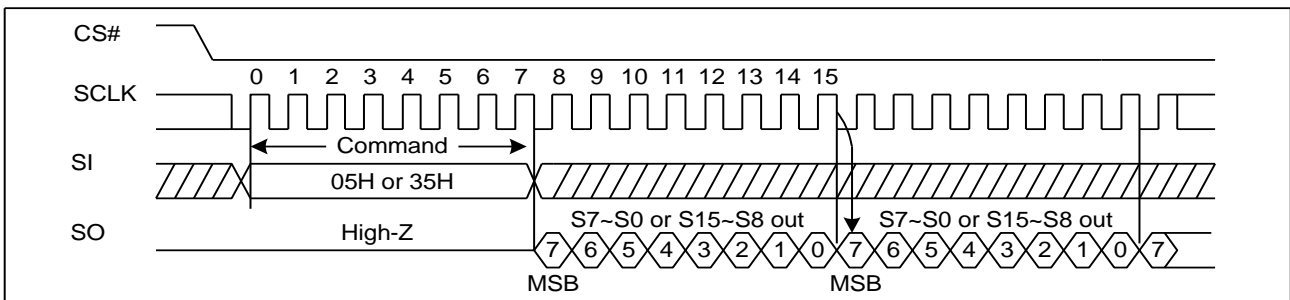 CS#
0 1 2 3 4 5 6 7 8 9 10 11 12 13 14 15
SCLK
Command
SI
05H or 35H
S7~S0 or S15~S8 out S7~S0 or S15~S8 out
SO
High-Z
7 6 5 4 3 2 1 0 7 6 5 4 3 2 1 0 7
MSB MSB